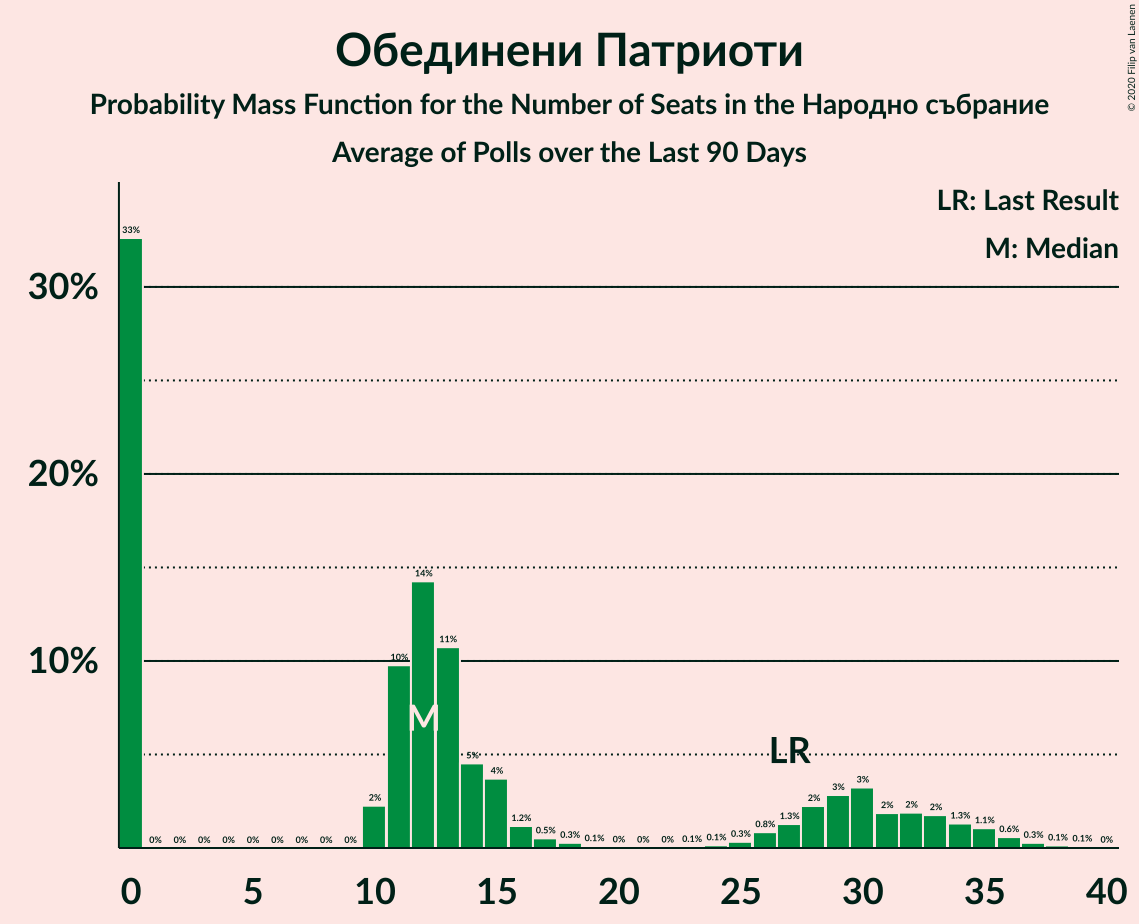 Обединени Патриоти
Probability Mass Function for the Number of Seats in the Народно събрание
Average of Polls over the Last 90 Days
© 2020 Filip van Laenen
LR: Last Result
M: Median
33%
30%
20%
14%
11%
10%
10%
M
LR
5%
4%
3%
3%
2%
2%
2%
2%
2%
1.3%
1.3%
1.2%
1.1%
0.8%
0.6%
0.5%
0.3%
0.3%
0.3%
0% 0% 0% 0% 0% 0% 0% 0% 0% 0.1% 0% 0% 0% 0.1% 0.1% 0.1% 0.1% 0%
0 5 10 15 20 25 30 35 40